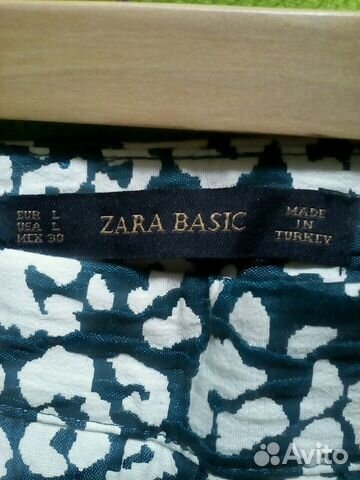 EUR L
USA L
MEX 30
ZARA BASIC
MADE
IN
TURKEY
Avito